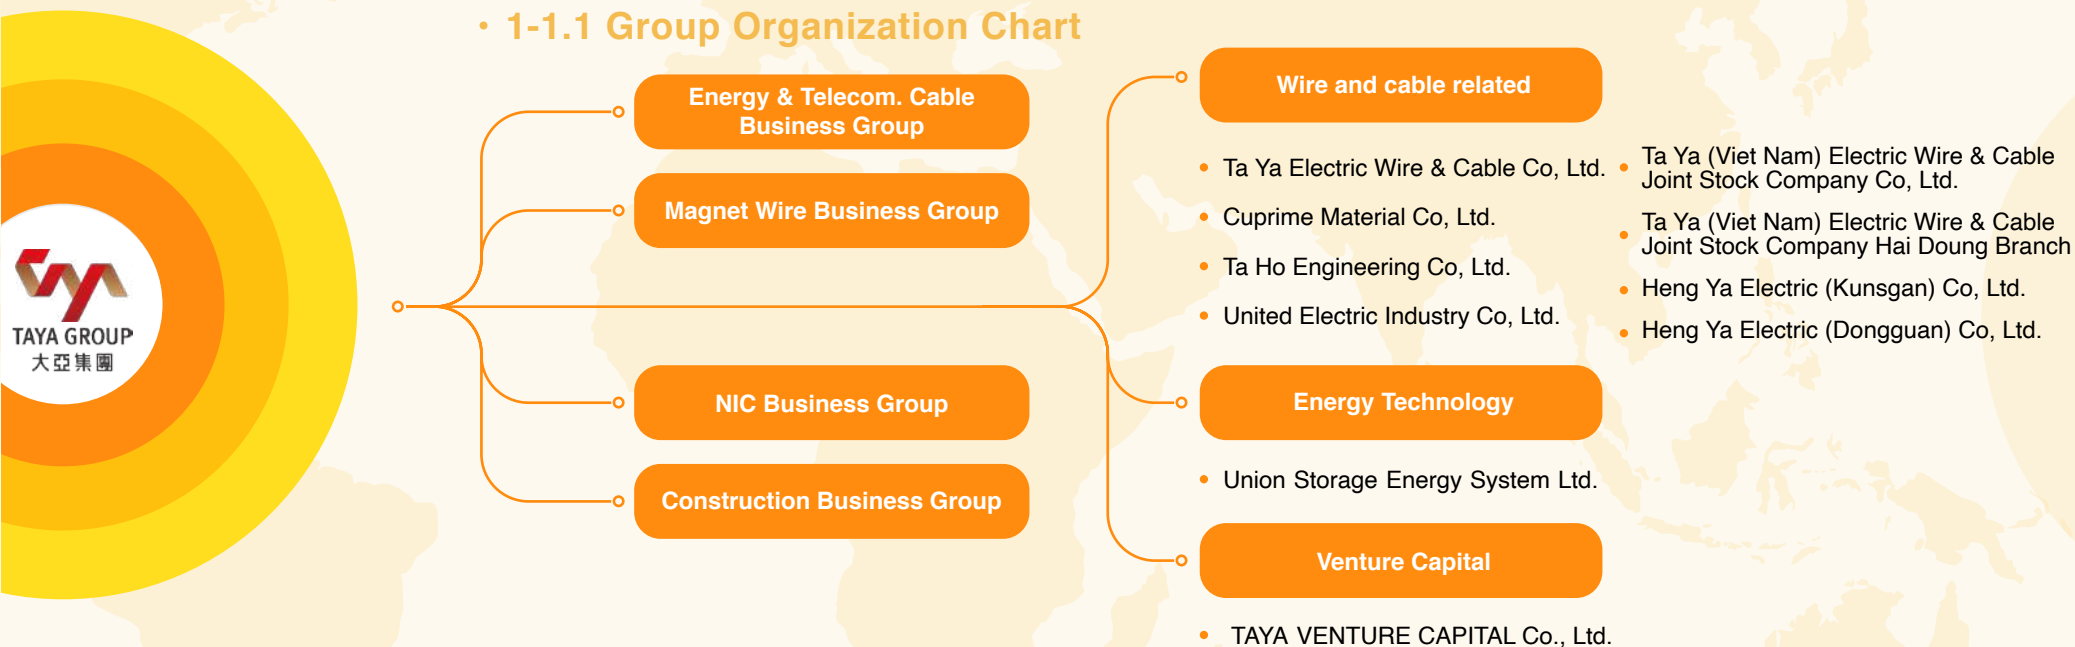 • 1-1.1 Group Organization Chart
TAYA GROUP
大亞集團
Energy & Telecom. Cable
Business Group
Magnet Wire Business Group
NIC Business Group
Construction Business Group
Wire and cable related
• Ta Ya Electric Wire & Cable Co, Ltd.
• Cuprime Material Co, Ltd.
• Ta Ho Engineering Co, Ltd.
• United Electric Industry Co, Ltd.
• Ta Ya (Viet Nam) Electric Wire & Cable
Joint Stock Company Co, Ltd.
• Ta Ya (Viet Nam) Electric Wire & Cable
Joint Stock Company Hai Doung Branch
• Heng Ya Electric (Kunsgan) Co, Ltd.
• Heng Ya Electric (Dongguan) Co, Ltd.
Energy Technology
• Union Storage Energy System Ltd.
Venture Capital
• TAYA VENTURE CAPITAL Co., Ltd.